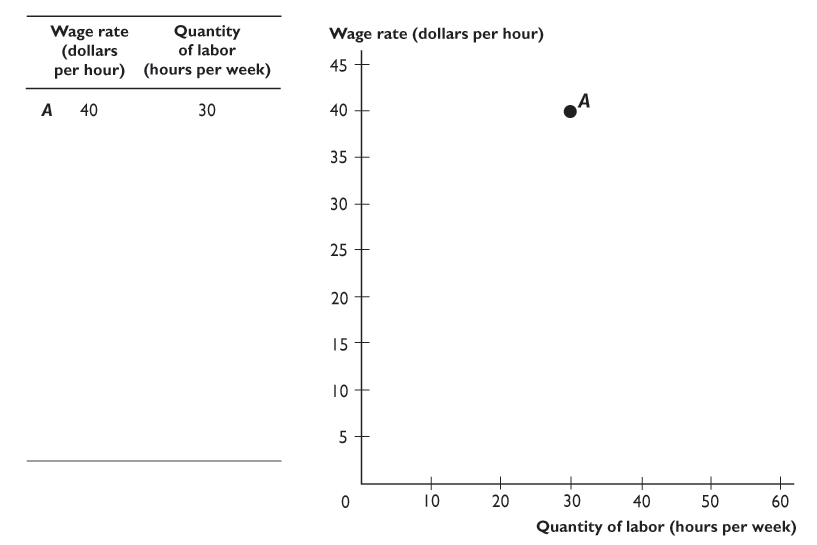 Wage rate
(dollars
per hour)
Quantity
of labor
(hours per week)
A 40 30
Wage rate (dollars per hour)
45
40
35
30
25
20
15
10
5
0
A
10 20 30 40 50 60
Quantity of labor (hours per week)